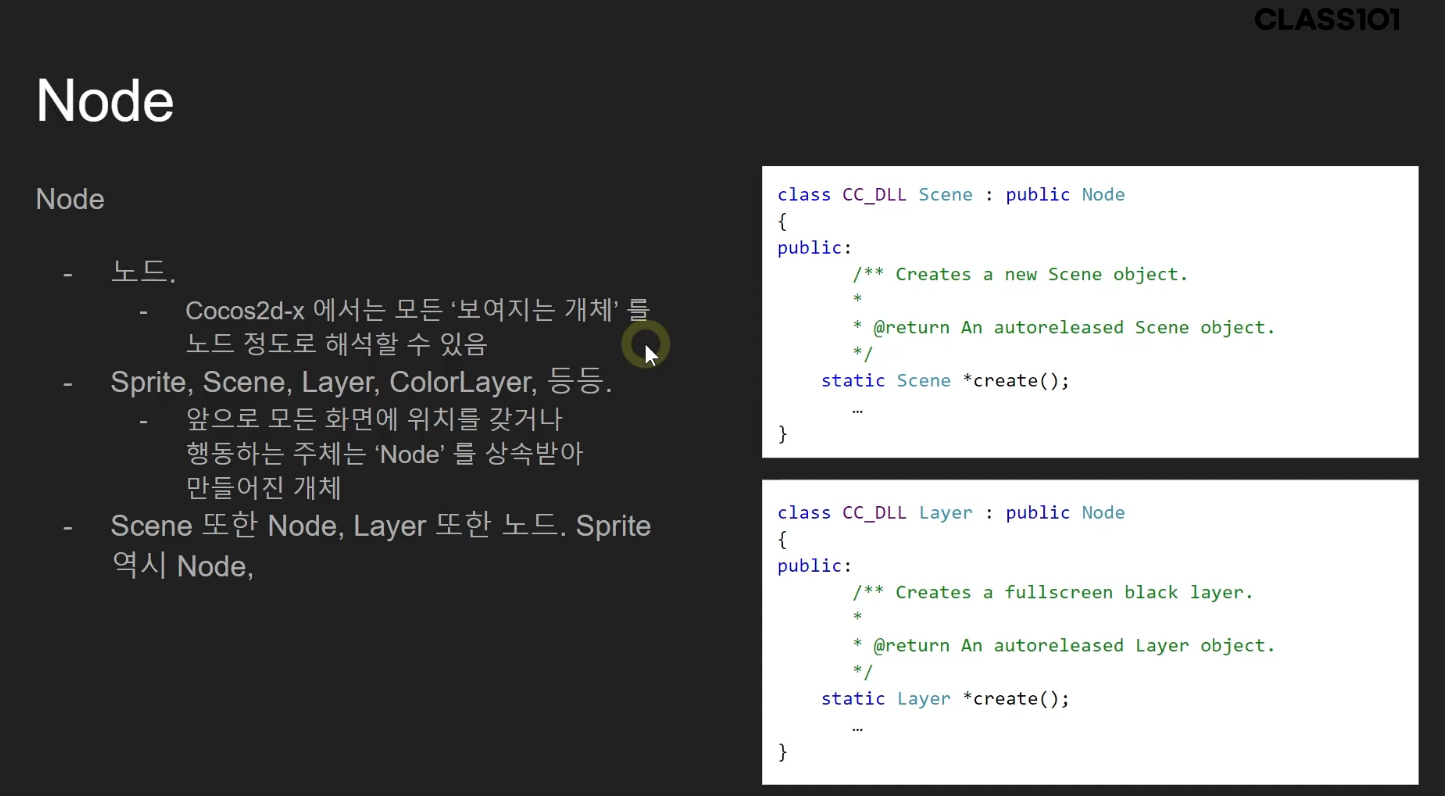 CLASS101
Node
Node
- 노드.
- Cocos2d-x 에서는 모든 ‘보여지는 개체’ 를
노드 정도로 해석할 수 있음
- Sprite, Scene, Layer, ColorLayer, 등등.
- 앞으로 모든 화면에 위치를 갖거나
행동하는 주체는 ‘Node’ 를 상속받아
만들어진 개체
- Scene 또한 Node, Layer 또한 노드. Sprite
역시 Node,
class CC_DLL Scene : public Node
{
public:
/** Creates a new Scene object.
*
* @return An autoreleased Scene object.
*/
static Scene *create();
…
}
class CC_DLL Layer : public Node
{
public:
/** Creates a fullscreen black layer.
*
* @return An autoreleased Layer object.
*/
static Layer *create();
…
}